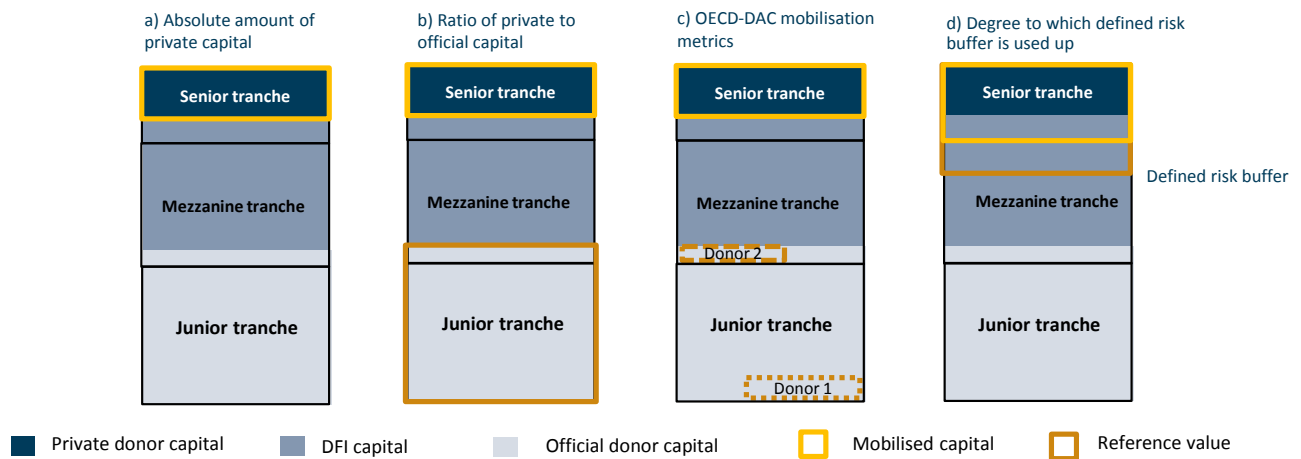 a) Absolute amount of
private capital
b) Ratio of private to
official capital
c) OECD-DAC mobilisation
metrics
d) Degree to which defined risk
buffer is used up
Senior tranche
Senior tranche
Senior tranche
Senior tranche
Defined risk buffer
Mezzanine tranche
Mezzanine tranche
Mezzanine tranche
Mezzanine tranche
Donor 2
Junior tranche
Junior tranche
Junior tranche
Junior tranche
Donor 1
Private donor capital
DFI capital
Official donor capital
Mobilised capital
Reference value